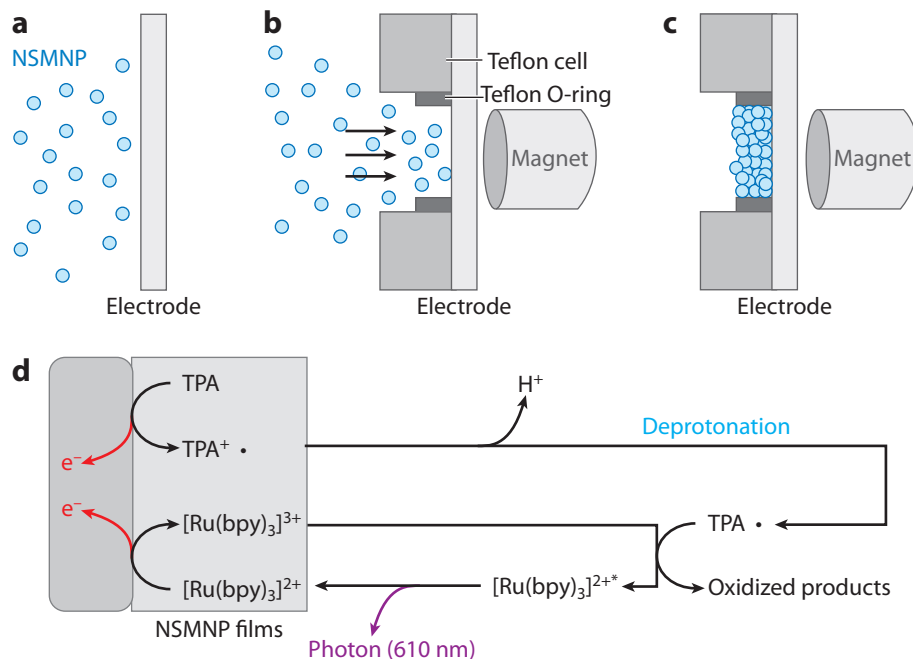 a
NSMNP
Electrode
b
Teflon cell
Teflon O-ring
Magnet
Electrode
c
Magnet
Electrode
d
TPA
TPA⁺ •
e⁻
e⁻
[Ru(bpy)₃]³⁺
[Ru(bpy)₃]²⁺
NSMNP films
H⁺
Deprotonation
TPA •
Oxidized products
[Ru(bpy)₃]²⁺*
Photon (610 nm)